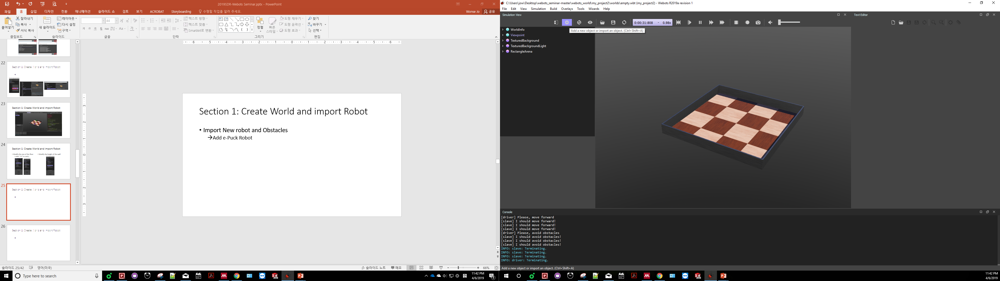 2019SDR-Webots Seminar.pptx - PowerPoint
파일 홈 삽입 디자인 전환 애니메이션 슬라이드 쇼 검토 보기 ACROBAT Storyboarding 수행할 작업을 알려 주세요. Wonse Jo 공유
붙여넣기 잘라내기 복사 서식 복사 클립보드
새 슬라이드 레이아웃 다시 설정 구역 슬라이드
44 글꼴
텍스트 방향 텍스트 맞춤 SmartArt로 변환 단락
정렬 빠른 스타일 도형 채우기 도형 윤곽선 도형 효과 그리기
찾기 바꾸기 선택 편집
22
Section 1: Create World and import Robot
23
Section 1: Create World and import Robot
24
Section 1: Create World and import Robot
• Modify the size of the floor
• Modify the height of the wall
25
Section 1: Create World and import Robot
26
Section 1: Create World and import Robot
Section 1: Create World and import Robot
• Import New robot and Obstacles
→Add e-Puck Robot
슬라이드 25/42 영어(미국) 슬라이드 노트 메모 66%
Type here to search
11:42 PM
4/6/2019
C:\Users\jow\Desktop\webots_seminar-master\webots_world\my_project2\worlds\empty.wbt (my_project2) - Webots R2019a revision 1
File Edit View Simulation Build Overlays Tools Wizards Help
Simulation View
Text Editor
0:00:31:808 - 0.98x
Add a new object or import an object. (Ctrl+Shift+A)
WorldInfo
Viewpoint
TexturedBackground
TexturedBackgroundLight
RectangleArena
Console
[driver] Please, move forward
[slave] I should move forward!
[slave] I should move forward!
[slave] I should move forward!
[driver] Please, avoid obstacles
[slave] I should avoid obstacles!
[slave] I should avoid obstacles!
[slave] I should avoid obstacles!
INFO: slave: Terminating.
INFO: slave: Terminating.
INFO: slave: Terminating.
INFO: driver: Terminating.
Add a new object or import an object. (Ctrl+Shift+A)
11:42 PM
4/6/2019